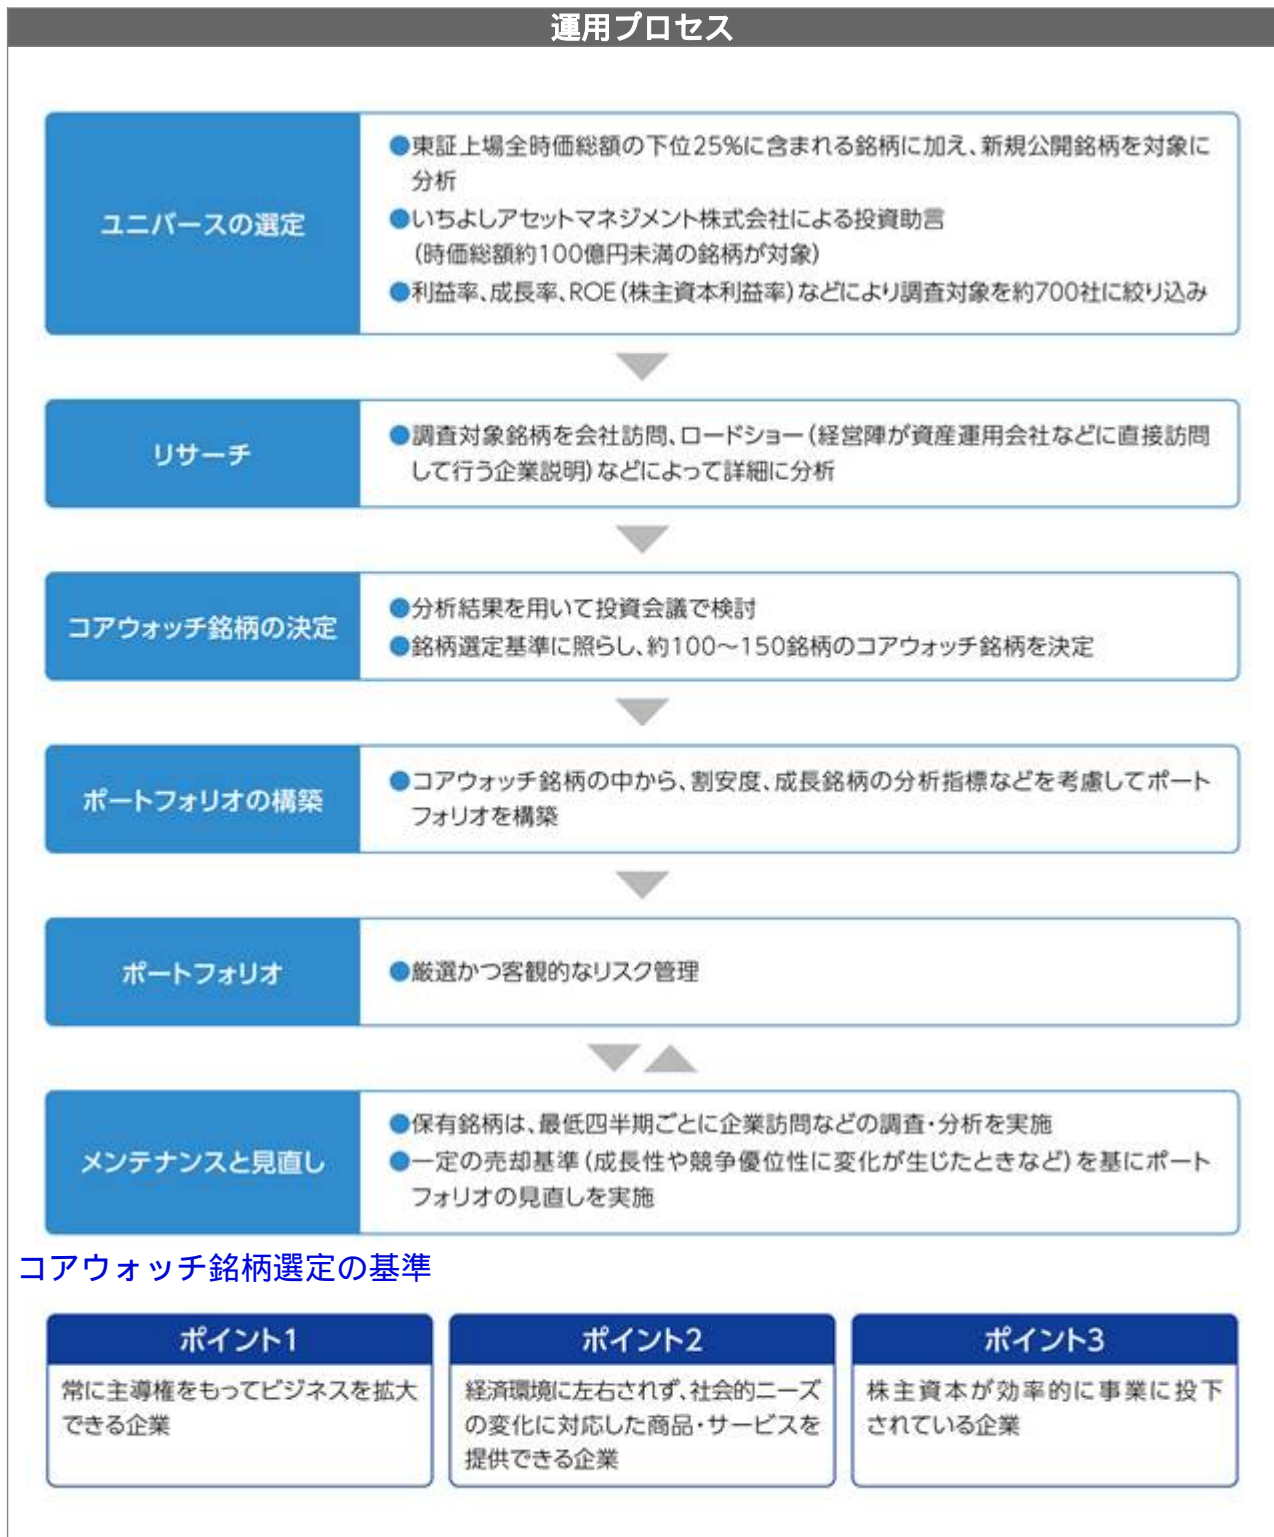 運用プロセス
ユニバースの選定
●東証上場全時価総額の下位25%に含まれる銘柄に加え、新規公開銘柄を対象に
分析
●いちよしアセットマネジメント株式会社による投資助言
(時価総額約100億円未満の銘柄が対象)
●利益率、成長率、ROE(株主資本利益率)などにより調査対象を約700社に絞り込み
リサーチ
●調査対象銘柄を会社訪問、ロードショー(経営陣が資産運用会社などに直接訪問
して行う企業説明)などによって詳細に分析
コアウォッチ銘柄の決定
●分析結果を用いて投資会議で検討
●銘柄選定基準に照らし、約100〜150銘柄のコアウォッチ銘柄を決定
ポートフォリオの構築
●コアウォッチ銘柄の中から、割安度、成長銘柄の分析指標などを考慮してポート
フォリオを構築
ポートフォリオ
●厳選かつ客観的なリスク管理
メンテナンスと見直し
●保有銘柄は、最低四半期ごとに企業訪問などの調査・分析を実施
●一定の売却基準(成長性や競争優位性に変化が生じたときなど)を基にポート
フォリオの見直しを実施
コアウォッチ銘柄選定の基準
ポイント1
常に主導権をもってビジネスを拡大
できる企業
ポイント2
経済環境に左右されず、社会的ニーズ
の変化に対応した商品・サービスを
提供できる企業
ポイント3
株主資本が効率的に事業に投下
されている企業